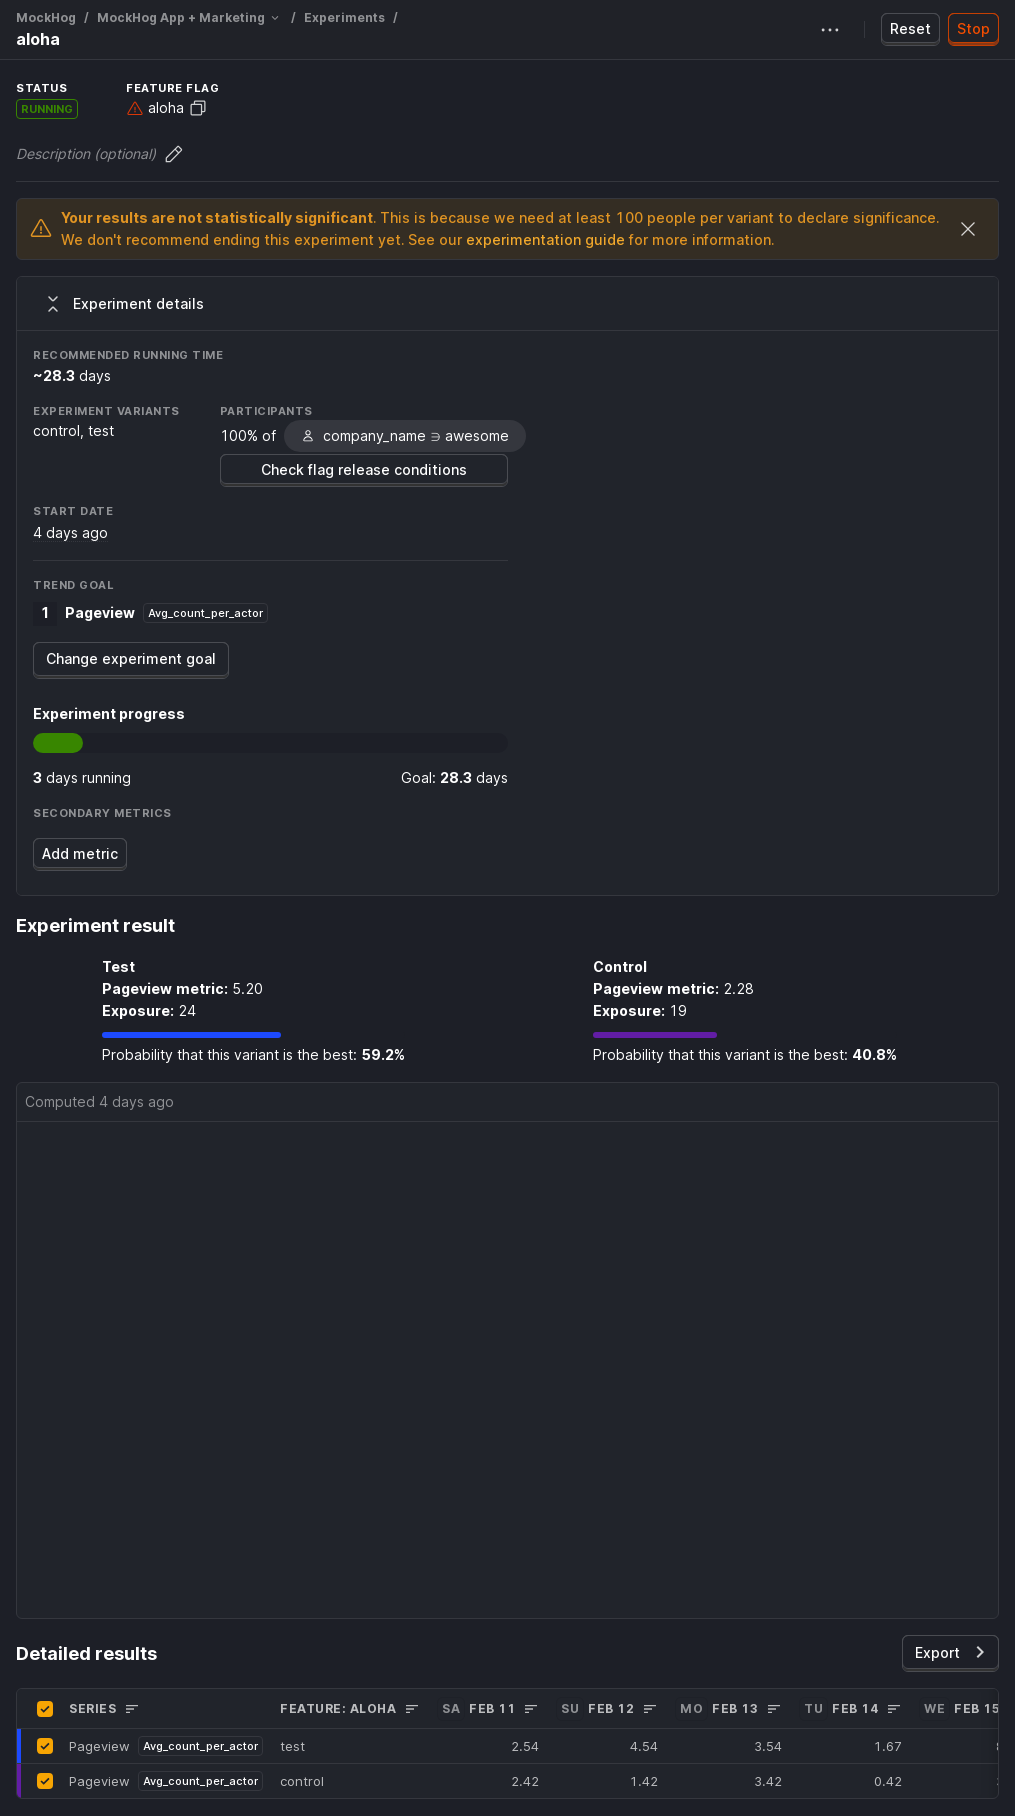 MockHog / MockHog App + Marketing / Experiments /
aloha
Reset Stop
STATUS FEATURE FLAG
RUNNING aloha
Description (optional)
Your results are not statistically significant. This is because we need at least 100 people per variant to declare significance.
We don't recommend ending this experiment yet. See our experimentation guide for more information.
Experiment details
RECOMMENDED RUNNING TIME
~28.3 days
EXPERIMENT VARIANTS PARTICIPANTS
control, test
100% of company_name ∋ awesome
Check flag release conditions
START DATE
4 days ago
TREND GOAL
1 Pageview Avg_count_per_actor
Change experiment goal
Experiment progress
3 days running Goal: 28.3 days
SECONDARY METRICS
Add metric
Experiment result
Test Control
Pageview metric: 5.20 Pageview metric: 2.28
Exposure: 24 Exposure: 19
Probability that this variant is the best: 59.2% Probability that this variant is the best: 40.8%
Computed 4 days ago
Detailed results Export
SERIES FEATURE: ALOHA SA FEB 11 SU FEB 12 MO FEB 13 TU FEB 14 WE FEB 15
Pageview Avg_count_per_actor test 2.54 4.54 3.54 1.67
Pageview Avg_count_per_actor control 2.42 1.42 3.42 0.42